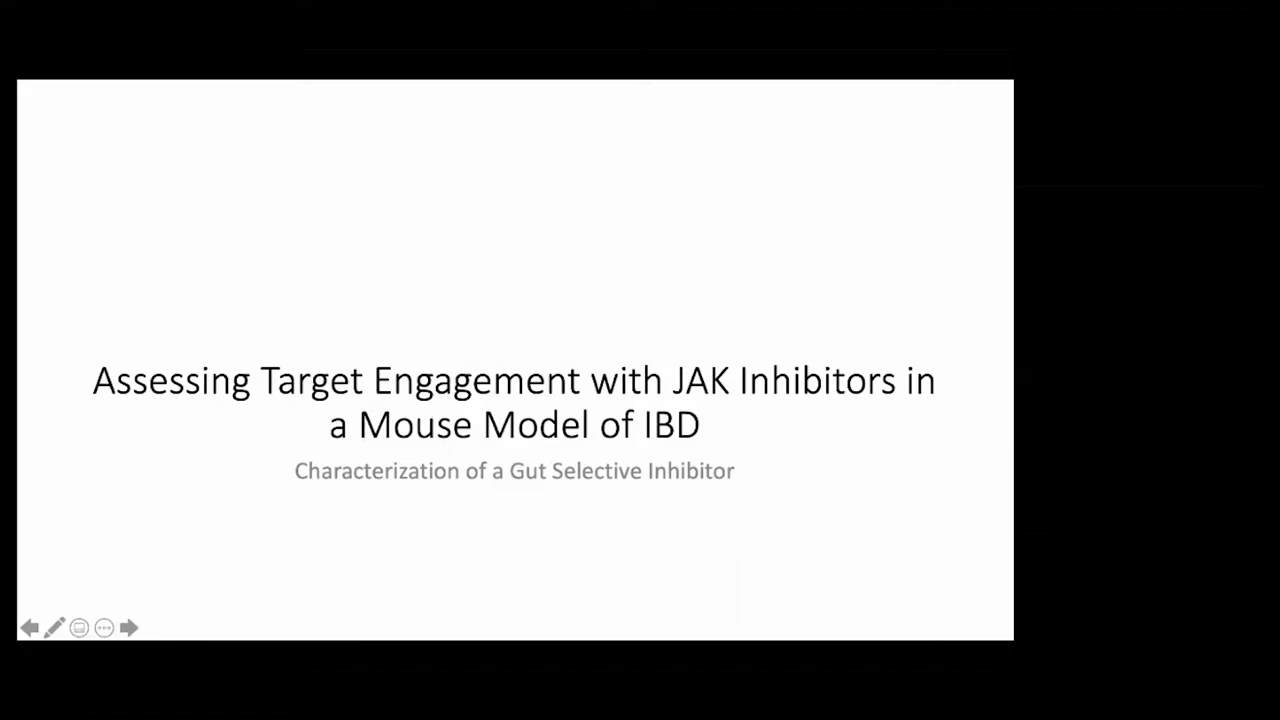 Assessing Target Engagement with JAK Inhibitors in
a Mouse Model of IBD
Characterization of a Gut Selective Inhibitor